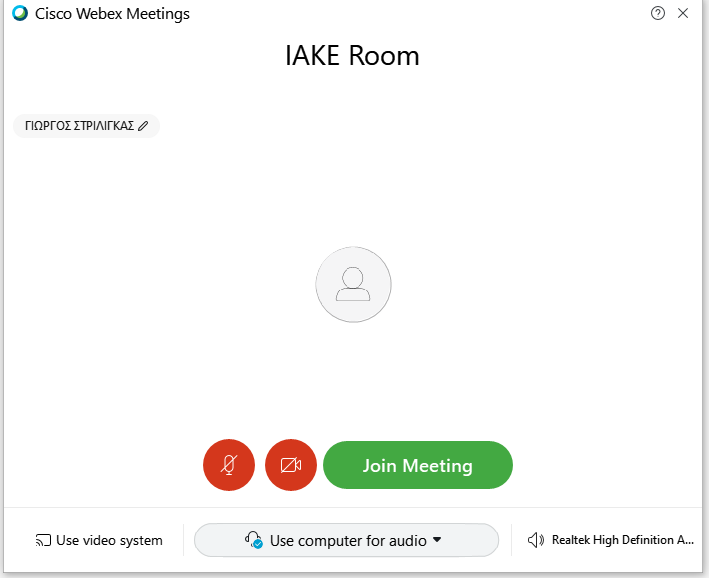 Cisco Webex Meetings
IAKE Room
ΓΙΩΡΓΟΣ ΣΤΡΙΛΙΓΚΑΣ
Join Meeting
Use video system
Use computer for audio
Realtek High Definition A...